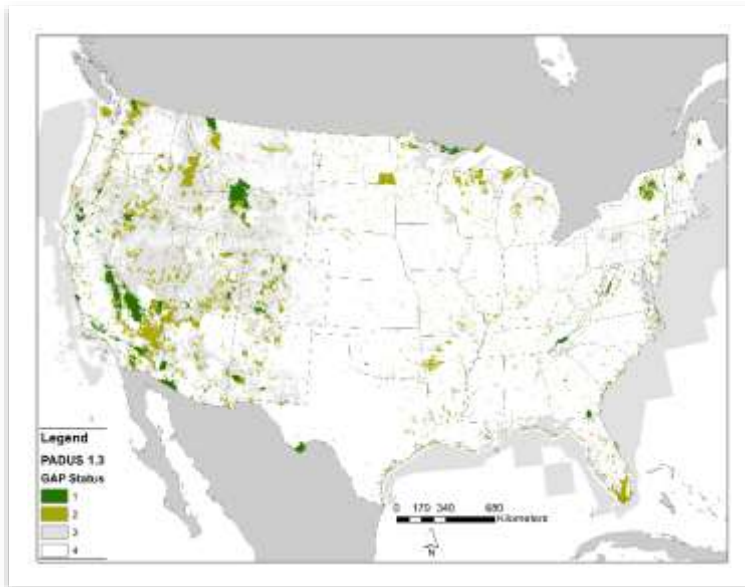 Legend
PADUS 1.3
GAP Status
1
2
3
4
0 170 340 680
Kilometers
N